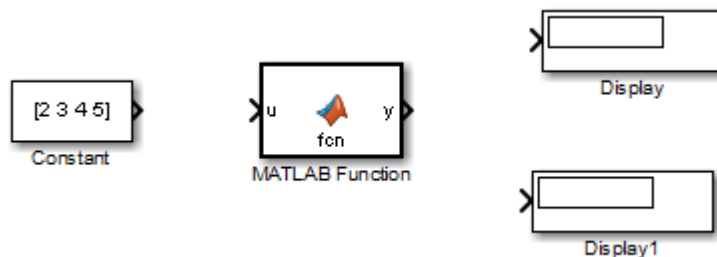 [2 3 4 5]
Constant
u
y
fcn
MATLAB Function
Display
Display1